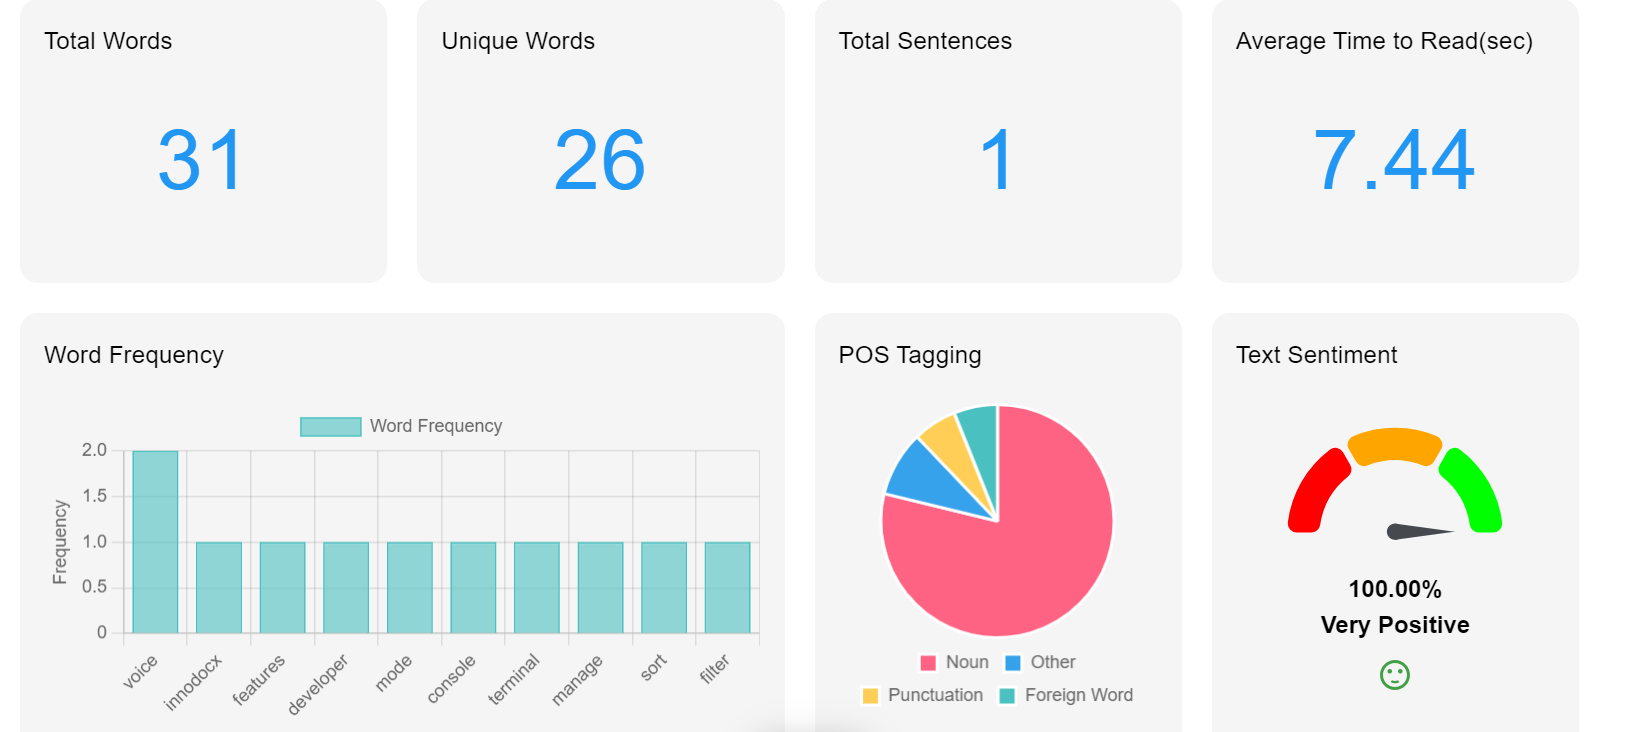 Total Words
Unique Words
Total Sentences
Average Time to Read(sec)
31
26
1
7.44
Word Frequency
Word Frequency
Frequency
2.0
1.5
1.0
0.5
0
voice
innodocx
features
developer
mode
console
terminal
manage
sort
filter
POS Tagging
Noun
Other
Punctuation
Foreign Word
Text Sentiment
100.00%
Very Positive